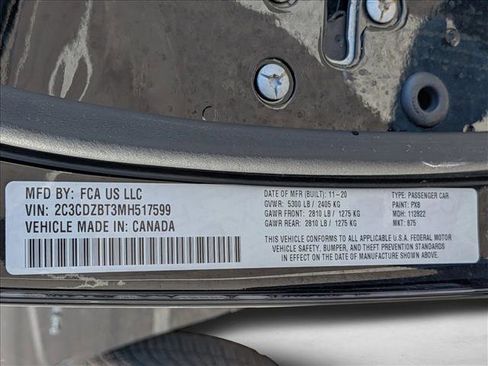 MFD BY: FCA US LLC
VIN: 2C3CDZBT3MH517599
VEHICLE MADE IN: CANADA
DATE OF MFR (BUILT): 11-20
GVWR: 5300 LB / 2405 KG
GAWR FRONT: 2810 LB / 1275 KG
GAWR REAR: 2810 LB / 1275 KG
TYPE: PASSENGER CAR
PAINT: PX8
MDH: 112822
MKT: 875
THIS VEHICLE CONFORMS TO ALL APPLICABLE U.S.A. FEDERAL MOTOR
VEHICLE SAFETY, BUMPER, AND THEFT PREVENTION STANDARDS
IN EFFECT ON THE DATE OF MANUFACTURE SHOWN ABOVE.